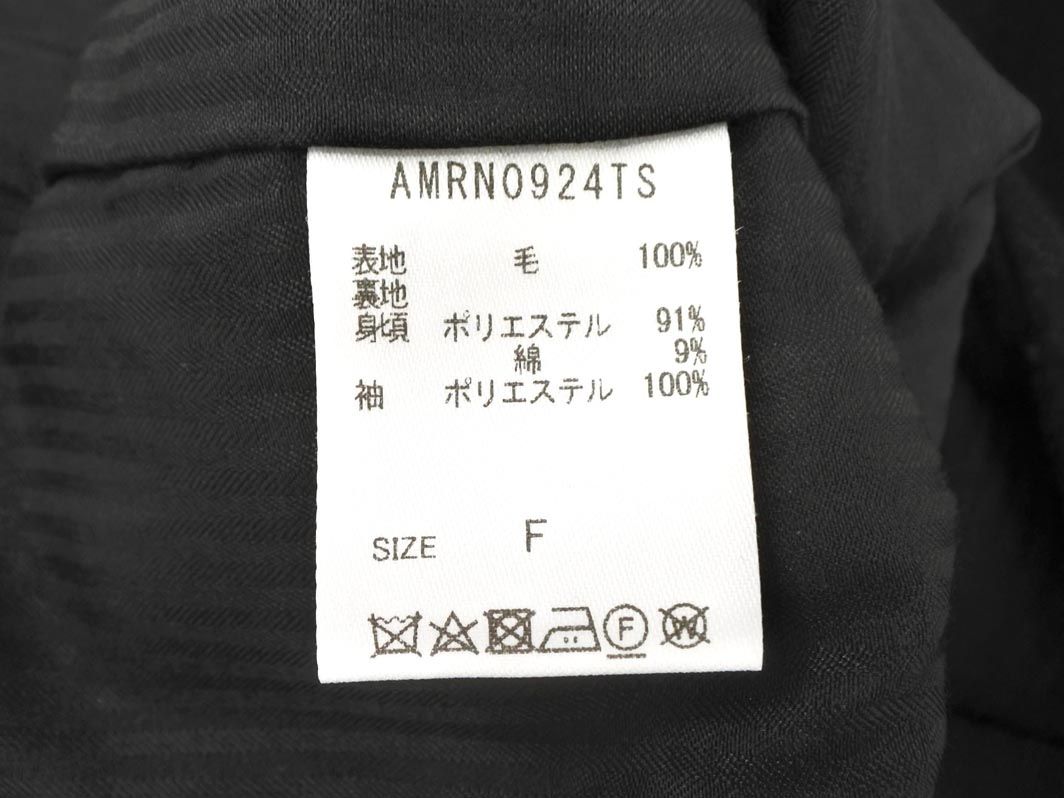 AMRN0924TS
表地 毛 100%
裏地
身頃 ポリエステル 91%
綿 9%
袖 ポリエステル 100%
SIZE F
F W